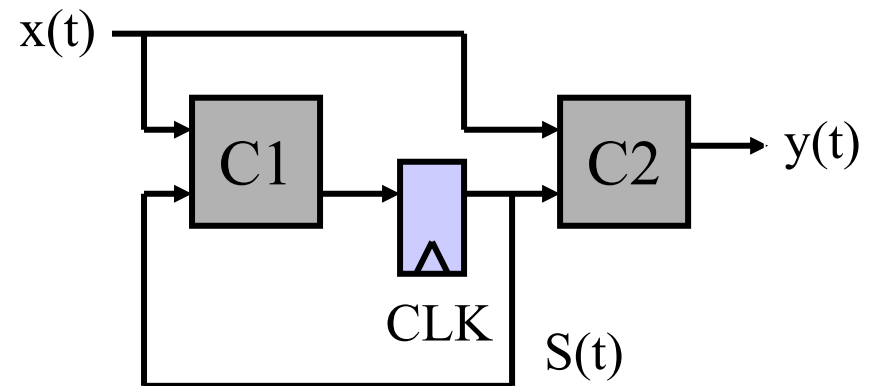 x(t)
C1
C2
y(t)
CLK
S(t)